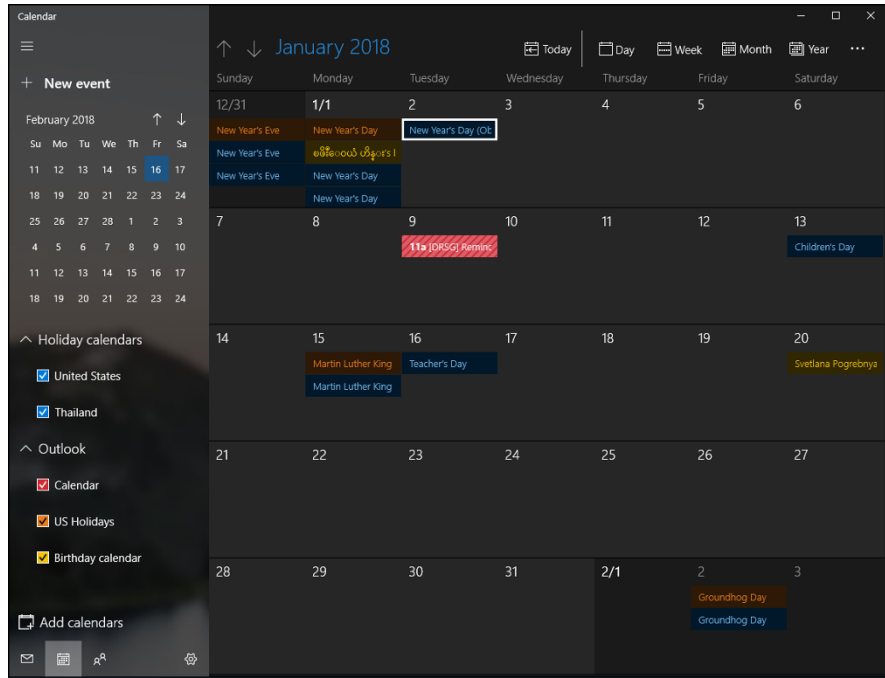 Calendar
New event
February 2018
Su Mo Tu We Th Fr Sa
11 12 13 14 15 16 17
18 19 20 21 22 23 24
25 26 27 28 1 2 3
4 5 6 7 8 9 10
11 12 13 14 15 16 17
18 19 20 21 22 23 24
Holiday calendars
United States
Thailand
Outlook
Calendar
US Holidays
Birthday calendar
Add calendars
January 2018
Today Day Week Month Year
Sunday Monday Tuesday Wednesday Thursday Friday Saturday
12/31 1/1 2 3 4 5 6
New Year's Eve New Year's Day New Year's Day (Ob
New Year's Eve
New Year's Eve New Year's Day
New Year's Day
7 8 9 10 11 12 13
11a [ORSG] Reminc Children's Day
14 15 16 17 18 19 20
Martin Luther King Teacher's Day Svetlana Pogrebnya
Martin Luther King
21 22 23 24 25 26 27
28 29 30 31 2/1 2 3
Groundhog Day
Groundhog Day